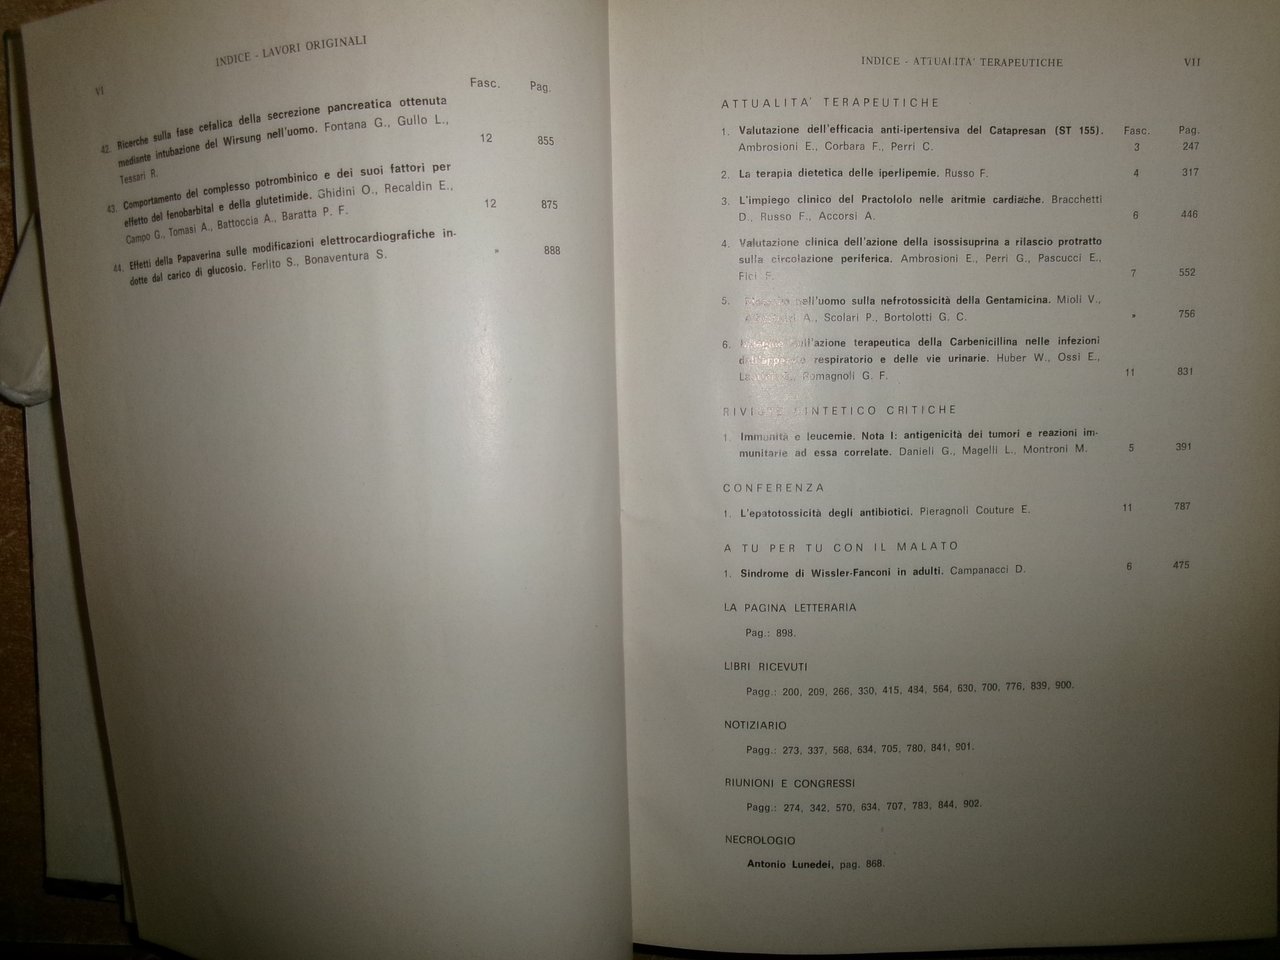 VI
INDICE - LAVORI ORIGINALI
Fasc. Pag.
42. Ricerche sulla fase cefalica della secrezione pancreatica ottenuta
mediante intubazione del Wirsung nell'uomo. Fontana G., Gullo L.,
Tessari R. 12 855
43. Comportamento del complesso potrombinico e dei suoi fattori per
effetto del fenobarbital e della glutetimide. Ghidini O., Recaldin E.,
Campo G., Tomasi A., Battoccia A., Baratta P. F. 12 875
44. Effetti della Papaverina sulle modificazioni elettrocardiografiche in-
dotte dal carico di glucosio. Ferlito S., Bonaventura S. » 888
INDICE - ATTUALITA' TERAPEUTICHE VII
ATTUALITA' TERAPEUTICHE
Fasc. Pag.
1. Valutazione dell'efficacia anti-ipertensiva del Catapresan (ST 155).
Ambrosioni E., Corbara F., Perri C. 3 247
2. La terapia dietetica delle iperlipemie. Russo F. 4 317
3. L'impiego clinico del Practololo nelle aritmie cardiache. Bracchetti
D., Russo F., Accorsi A. 6 446
4. Valutazione clinica dell'azione della isossisuprina a rilascio protratto
sulla circolazione periferica. Ambrosioni E., Perri G., Pascucci E.,
Fici F. 7 552
5. nell'uomo sulla nefrotossicità della Gentamicina. Mioli V.,
A., Scolari P., Bortolotti G. C. » 756
6. sull'azione terapeutica della Carbenicillina nelle infezioni
dell'apparato respiratorio e delle vie urinarie. Huber W., Ossi E.,
Romagnoli G. F. 11 831
RIVISTE SINTETICO CRITICHE
1. Immunità e leucemie. Nota I: antigenicità dei tumori e reazioni im-
munitarie ad essa correlate. Danieli G., Magelli L., Montroni M. 5 391
CONFERENZA
1. L'epatotossicità degli antibiotici. Pieragnoli Couture E. 11 787
A TU PER TU CON IL MALATO
1. Sindrome di Wissler-Fanconi in adulti. Campanacci D. 6 475
LA PAGINA LETTERARIA
Pag.: 898.
LIBRI RICEVUTI
Pagg.: 200, 209, 266, 330, 415, 484, 564, 630, 700, 776, 839, 900.
NOTIZIARIO
Pagg.: 273, 337, 568, 634, 705, 780, 841, 901.
RIUNIONI E CONGRESSI
Pagg.: 274, 342, 570, 634, 707, 783, 844, 902.
NECROLOGIO
Antonio Lunedei, pag. 868.